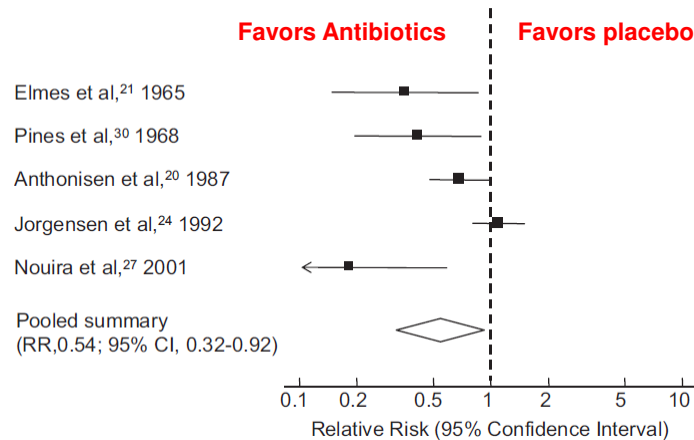 Favors Antibiotics Favors placebo
Elmes et al,²¹ 1965
Pines et al,³⁰ 1968
Anthonisen et al,²⁰ 1987
Jorgensen et al,²⁴ 1992
Nouira et al,²⁷ 2001
Pooled summary
(RR,0.54; 95% CI, 0.32-0.92)
0.1 0.2 0.5 1 2 5 10
Relative Risk (95% Confidence Interval)